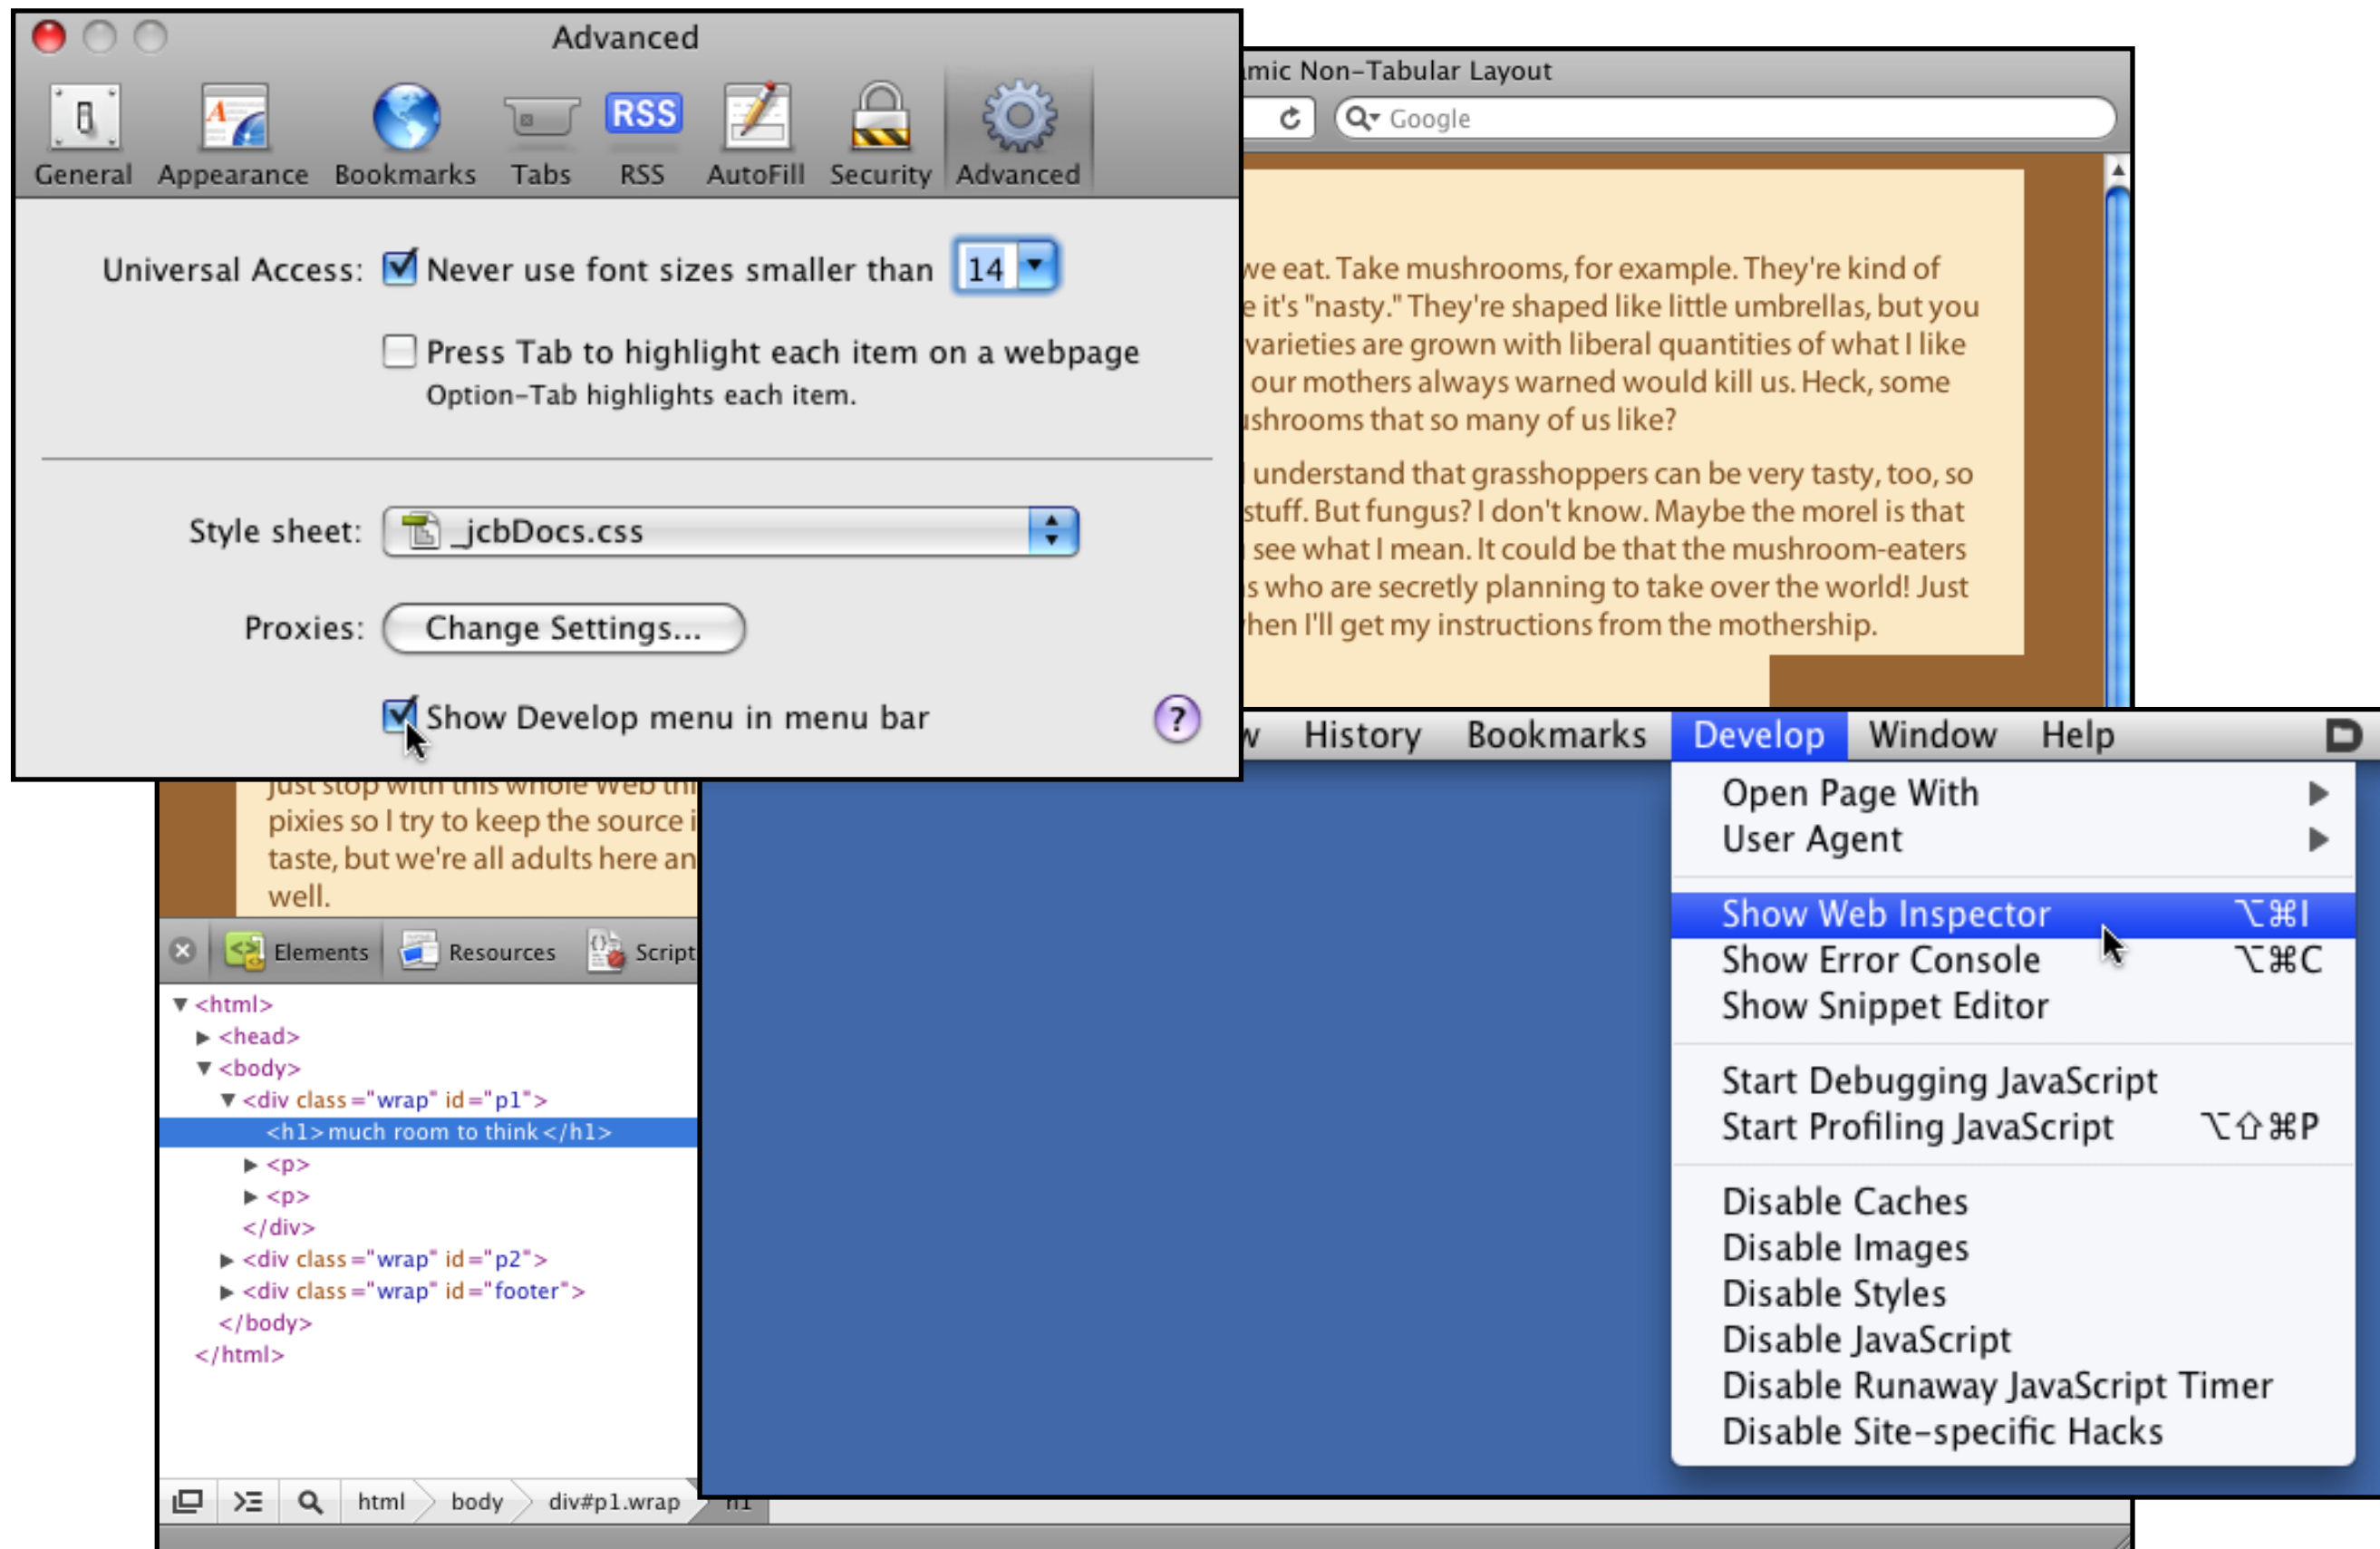 Advanced
General Appearance Bookmarks Tabs RSS AutoFill Security Advanced
RSS
Universal Access: Never use font sizes smaller than 14
Press Tab to highlight each item on a webpage
Option-Tab highlights each item.
Style sheet: _jcbDocs.css
Proxies: Change Settings...
Show Develop menu in menu bar
?
Non-Tabular Layout
Google
we eat. Take mushrooms, for example. They're kind of
it's "nasty." They're shaped like little umbrellas, but you
varieties are grown with liberal quantities of what I like
our mothers always warned would kill us. Heck, some
that so many of us like?
understand that grasshoppers can be very tasty, too, so
stuff. But fungus? I don't know. Maybe the morel is that
see what I mean. It could be that the mushroom-eaters
who are secretly planning to take over the world! Just
I'll get my instructions from the mothership.
History Bookmarks Develop Window Help
Open Page With
User Agent
Show Web Inspector ⌥⌘I
Show Error Console ⌥⌘C
Show Snippet Editor
Start Debugging JavaScript
Start Profiling JavaScript ⌥⇧⌘P
Disable Caches
Disable Images
Disable Styles
Disable JavaScript
Disable Runaway JavaScript Timer
Disable Site-specific Hacks
just stop with this whole Web
pixies so I try to keep the source
taste, but we're all adults here
well.
Elements Resources Script
<html>
<head>
<body>
<div class="wrap" id="p1">
<h1>much room to think</h1>
<p>
<p>
</div>
<div class="wrap" id="p2">
<div class="wrap" id="footer">
</body>
</html>
html body div#p1.wrap h1